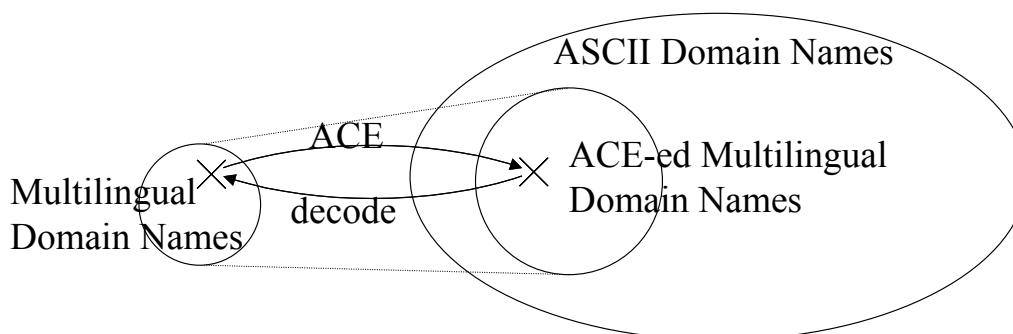 ASCII Domain Names
ACE
ACE-ed Multilingual
Domain Names
Multilingual
Domain Names
decode